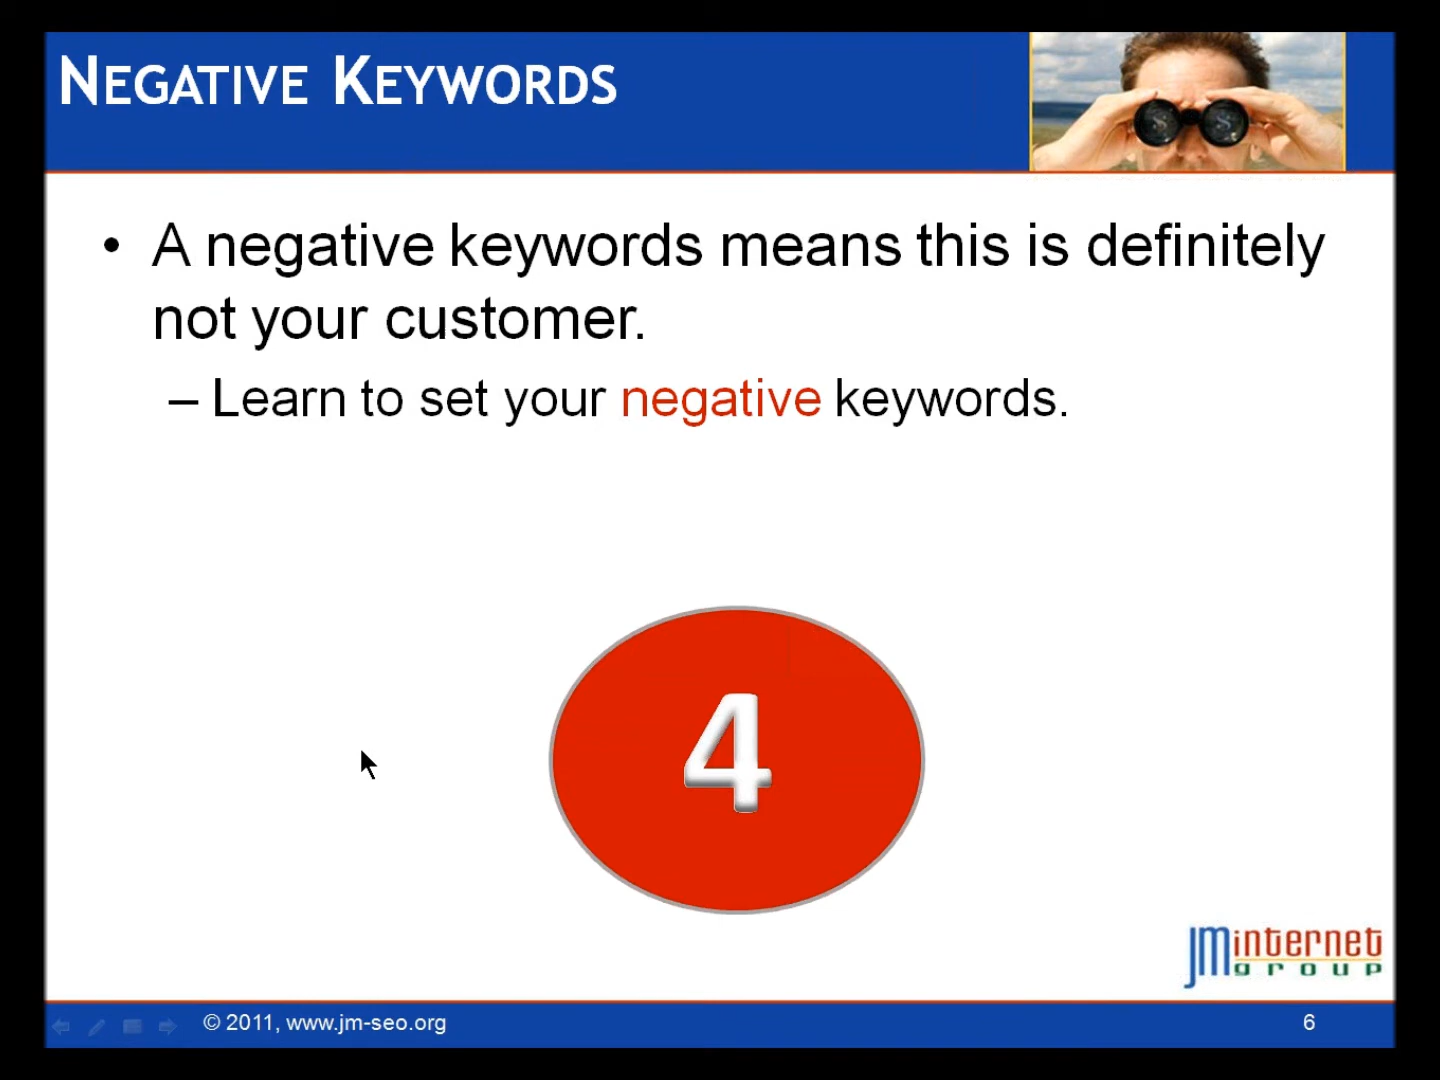 NEGATIVE KEYWORDS
• A negative keywords means this is definitely
not your customer.
– Learn to set your negative keywords.
4
JMinternet
group
© 2011, www.jm-seo.org
6